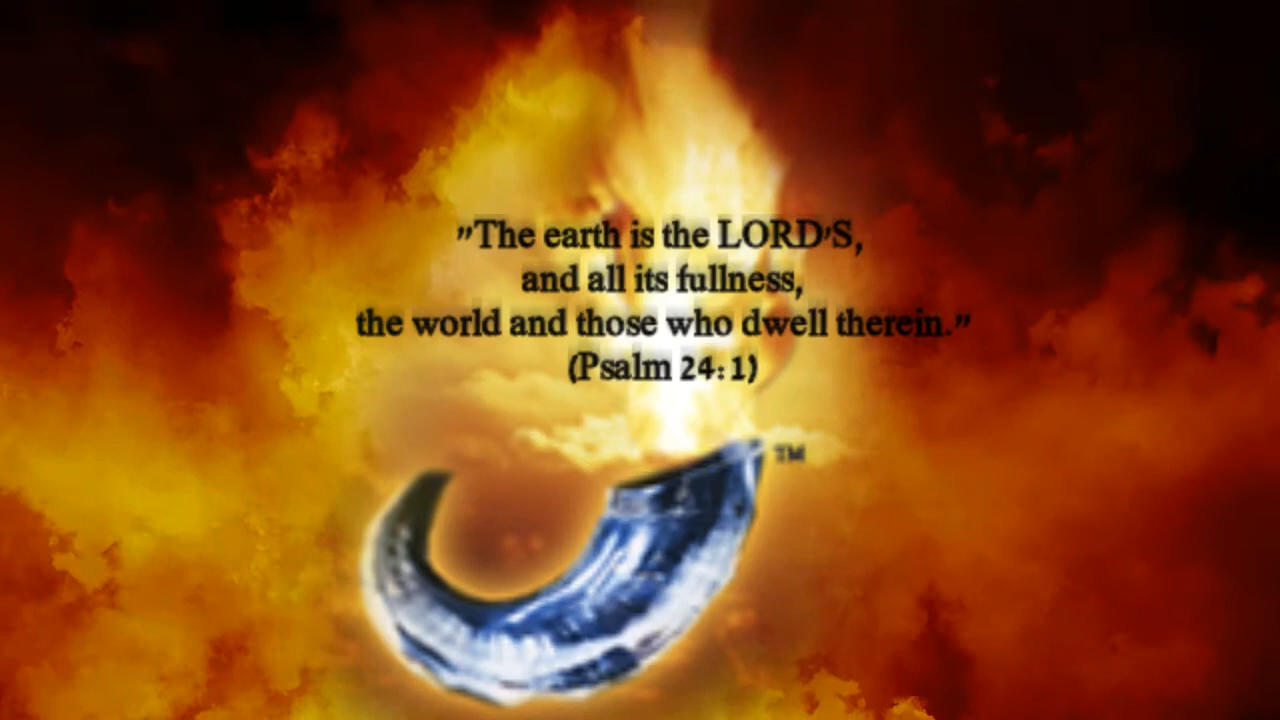 "The earth is the LORD'S,
and all its fullness,
the world and those who dwell therein."
(Psalm 24:1)
TM